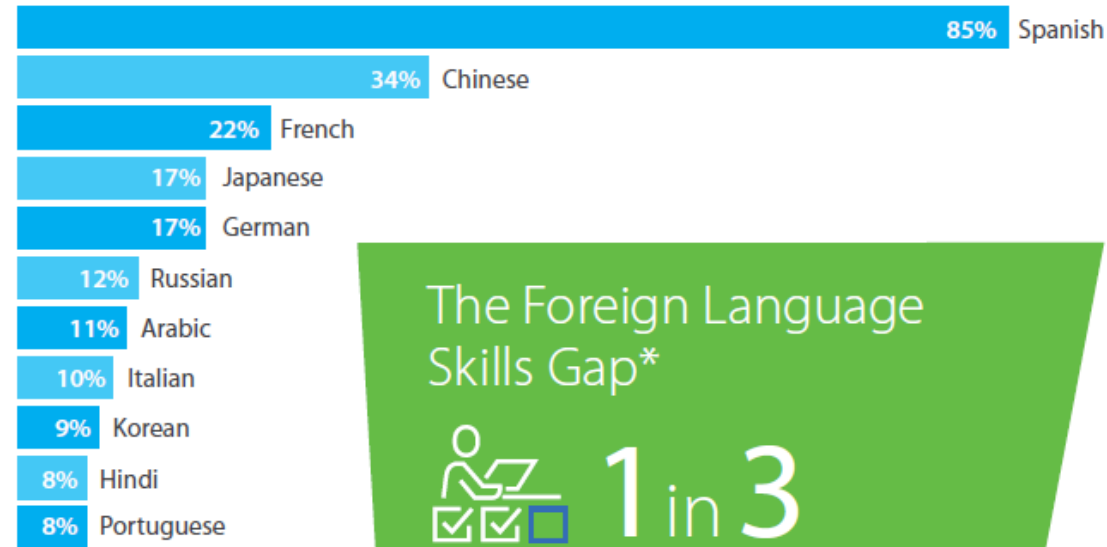 85% Spanish
34% Chinese
22% French
17% Japanese
17% German
12% Russian
11% Arabic
10% Italian
9% Korean
8% Hindi
8% Portuguese
The Foreign Language
Skills Gap*
1 in 3